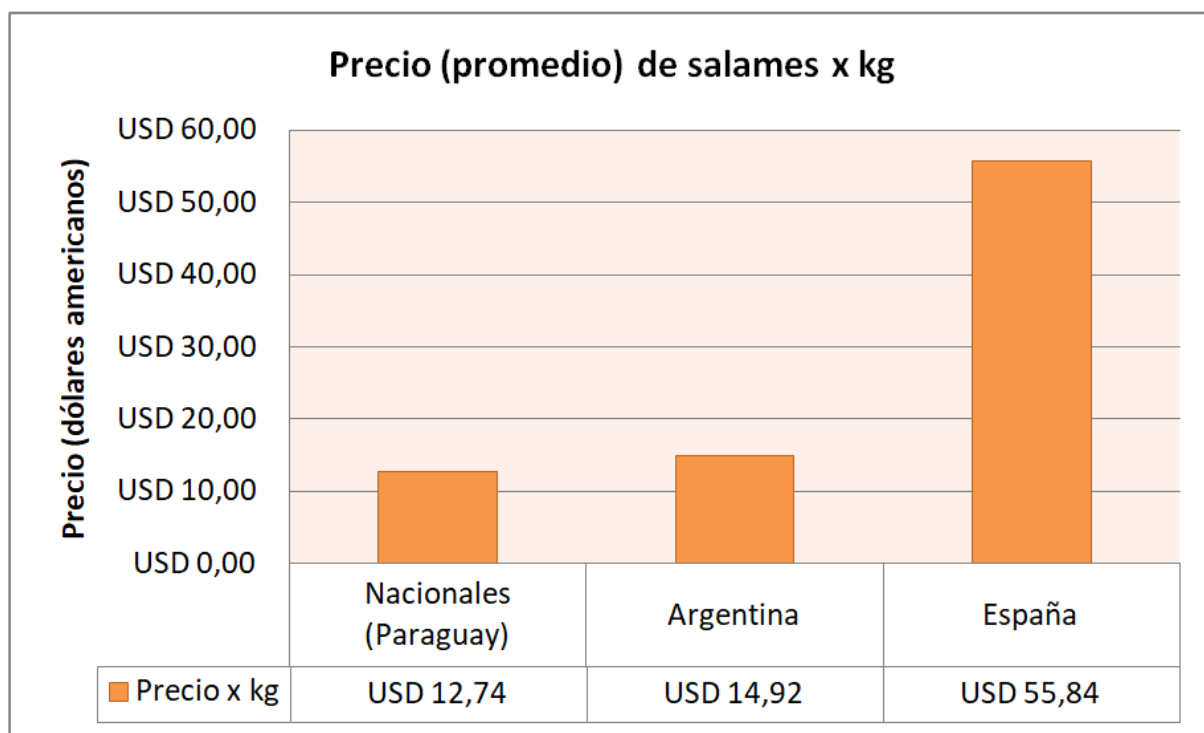 Precio (promedio) de salames x kg
Precio (dólares americanos)
USD 60,00
USD 50,00
USD 40,00
USD 30,00
USD 20,00
USD 10,00
USD 0,00
Nacionales
(Paraguay)
Argentina
España
Precio x kg
USD 12,74
USD 14,92
USD 55,84